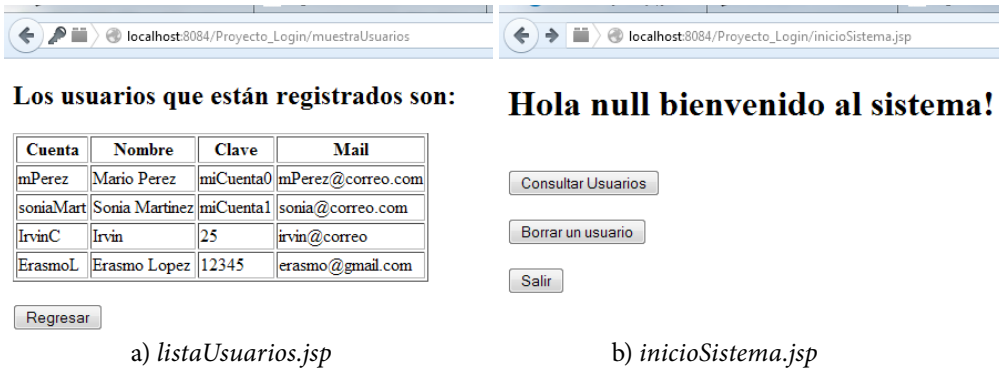 localhost:8084/Proyecto_Login/muestraUsuarios
Los usuarios que están registrados son:
Cuenta Nombre Clave Mail
mPerez Mario Perez miCuenta0 mPerez@correo.com
soniaMart Sonia Martinez miCuenta1 sonia@correo.com
IrvinC Irvin 25 irvin@correo
ErasmoL Erasmo Lopez 12345 erasmo@gmail.com
Regresar
a) listaUsuarios.jsp
localhost:8084/Proyecto_Login/inicioSistema.jsp
Hola null bienvenido al sistema!
Consultar Usuarios
Borrar un usuario
Salir
b) inicioSistema.jsp